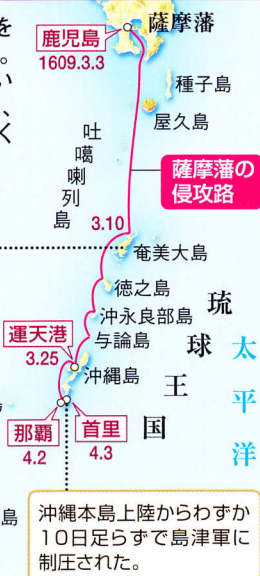 を
。
い
、
く
薩摩藩
鹿児島
1609.3.3
種子島
屋久島
吐噶喇列島
薩摩藩の
侵攻路
3.10
奄美大島
徳之島
沖永良部島
与論島
運天港
3.25
沖縄島
琉球王国
太平洋
那覇
4.2
首里
4.3
島
沖縄本島上陸からわずか
10日足らずで島津軍に
制圧された。